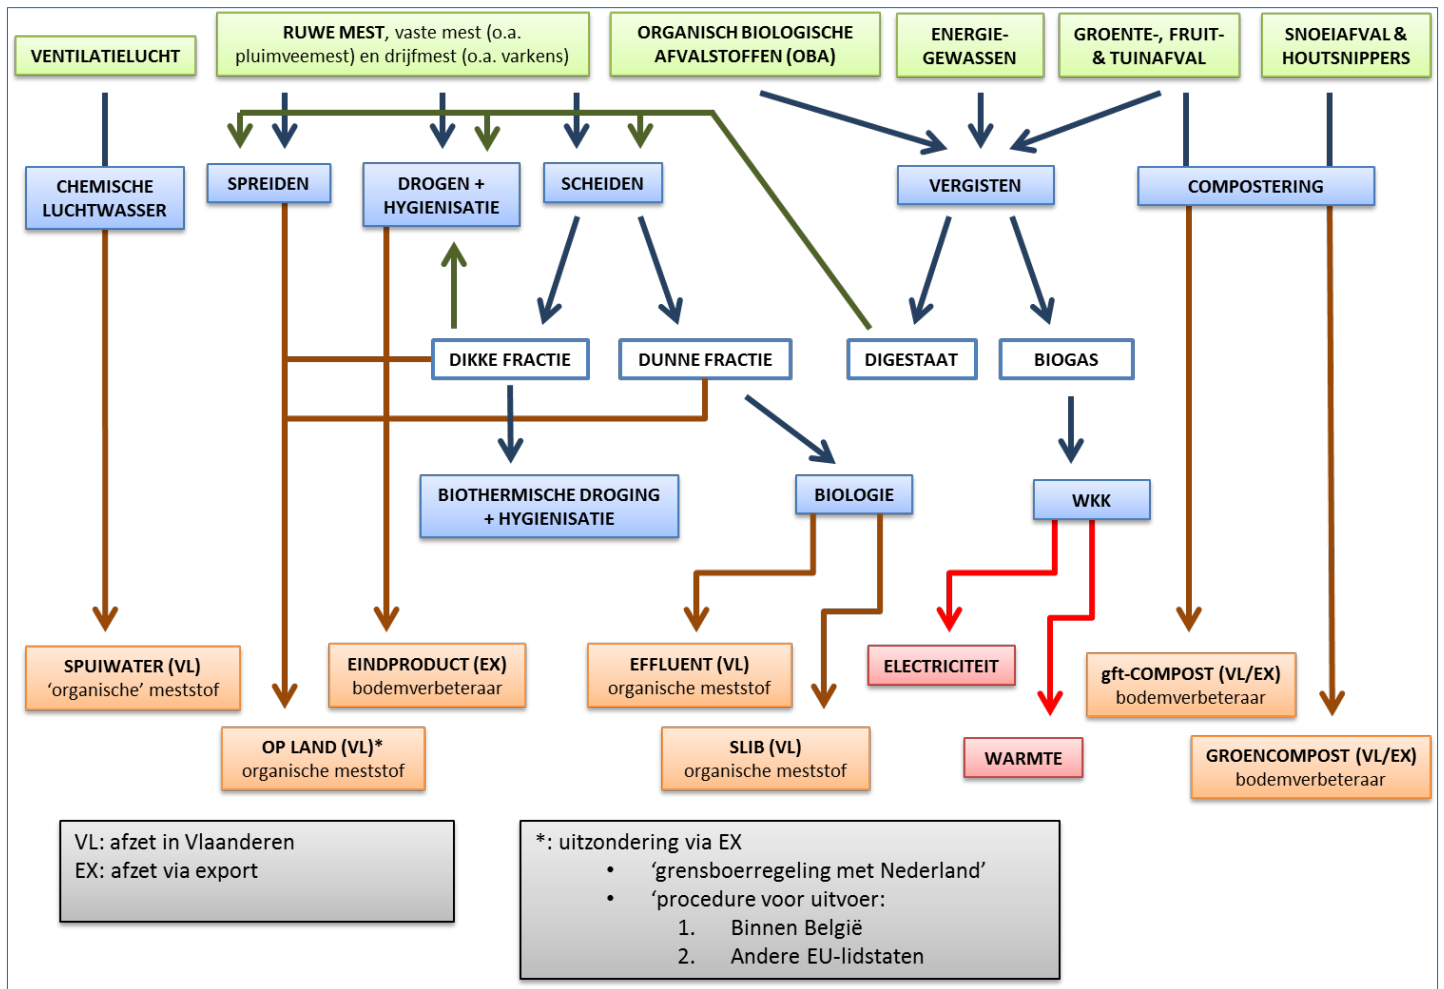 VENTILATIELUCHT
RUWE MEST, vaste mest (o.a.
pluimveemest) en drijfmest (o.a. varkens)
ORGANISCH BIOLOGISCHE
AFVALSTOFFEN (OBA)
ENERGIE-
GEWASSEN
GROENTE-, FRUIT-
& TUINAFVAL
SNOEIAFVAL &
HOUTSNIPPERS
CHEMISCHE
LUCHTWASSER
SPREIDEN
DROGEN +
HYGIENISATIE
SCHEIDEN
VERGISTEN
COMPOSTERING
DIKKE FRACTIE
DUNNE FRACTIE
DIGESTAAT
BIOGAS
BIOTHERMISCHE DROGING
+ HYGIENISATIE
BIOLOGIE
WKK
SPUIWATER (VL)
‘organische’ meststof
EINDPRODUCT (EX)
bodemverbeteraar
EFFLUENT (VL)
organische meststof
ELECTRICITEIT
gft-COMPOST (VL/EX)
bodemverbeteraar
OP LAND (VL)*
organische meststof
SLIB (VL)
organische meststof
WARMTE
GROENCOMPOST (VL/EX)
bodemverbeteraar
VL: afzet in Vlaanderen
EX: afzet via export
*: uitzondering via EX
• ‘grensboerregeling met Nederland’
• ‘procedure voor uitvoer:
1. Binnen België
2. Andere EU-lidstaten